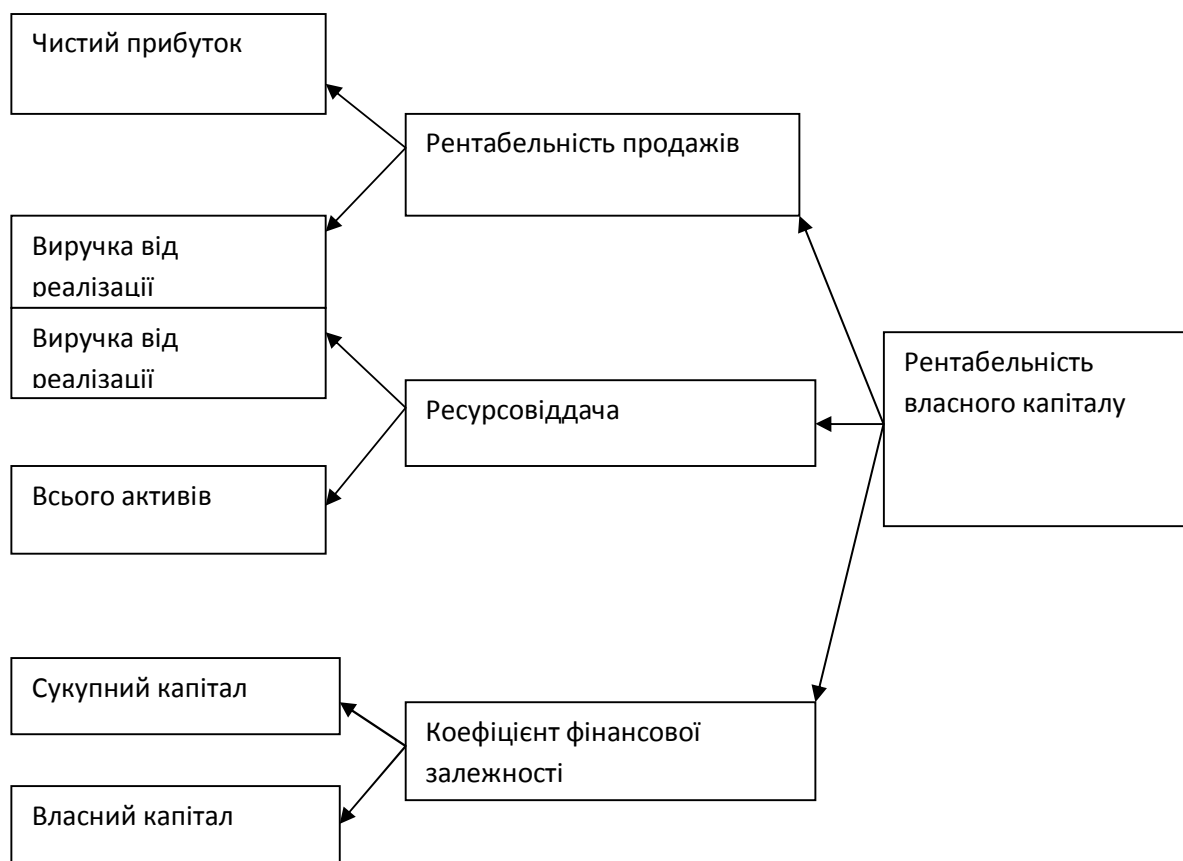 Чистий прибуток
Рентабельність продажів
Виручка від
реалізації
Виручка від
реалізації
Рентабельність
власного капіталу
Ресурсовіддача
Всього активів
Сукупний капітал
Коефіцієнт фінансової
залежності
Власний капітал